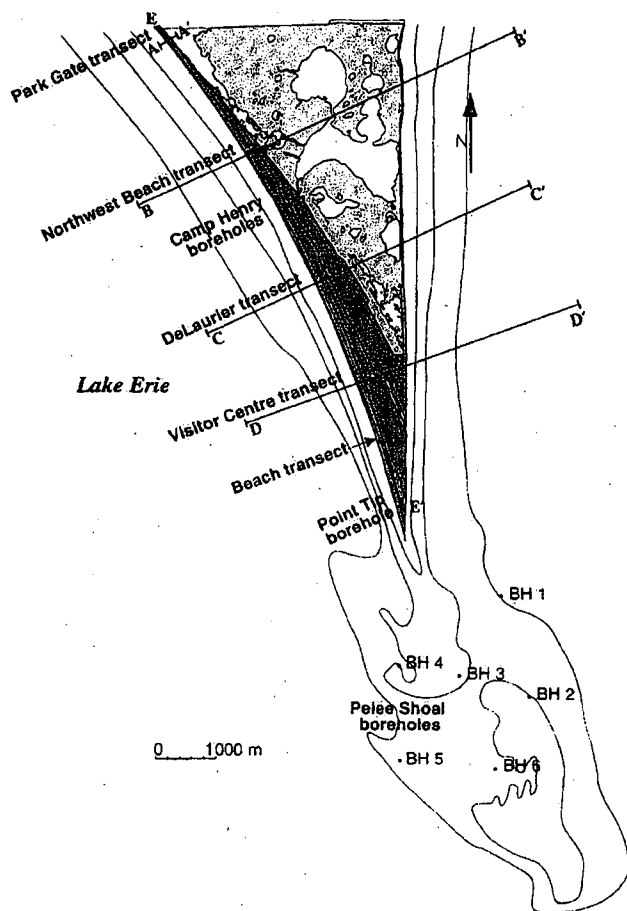 E
A A'
Park Gate transect
B'
N
Northwest Beach transect
B
Camp Henry
boreholes
C'
DeLaurier transect
C
D'
Lake Erie
Visitor Centre transect
D
Beach transect
E'
Point Tip
borehole
BH 1
BH 4
BH 3
BH 2
Pelee Shoal
boreholes
0 1000 m
BH 5
BH 6